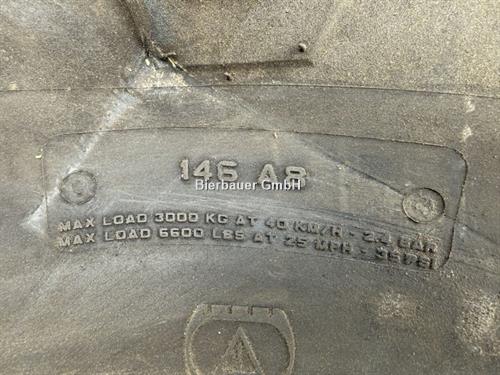 146 A8
Bierbauer GmbH
MAX LOAD 3000 KG AT 40 KM/H - 2.4 BAR
MAX LOAD 6600 LBS AT 25 MPH - 35 PSI